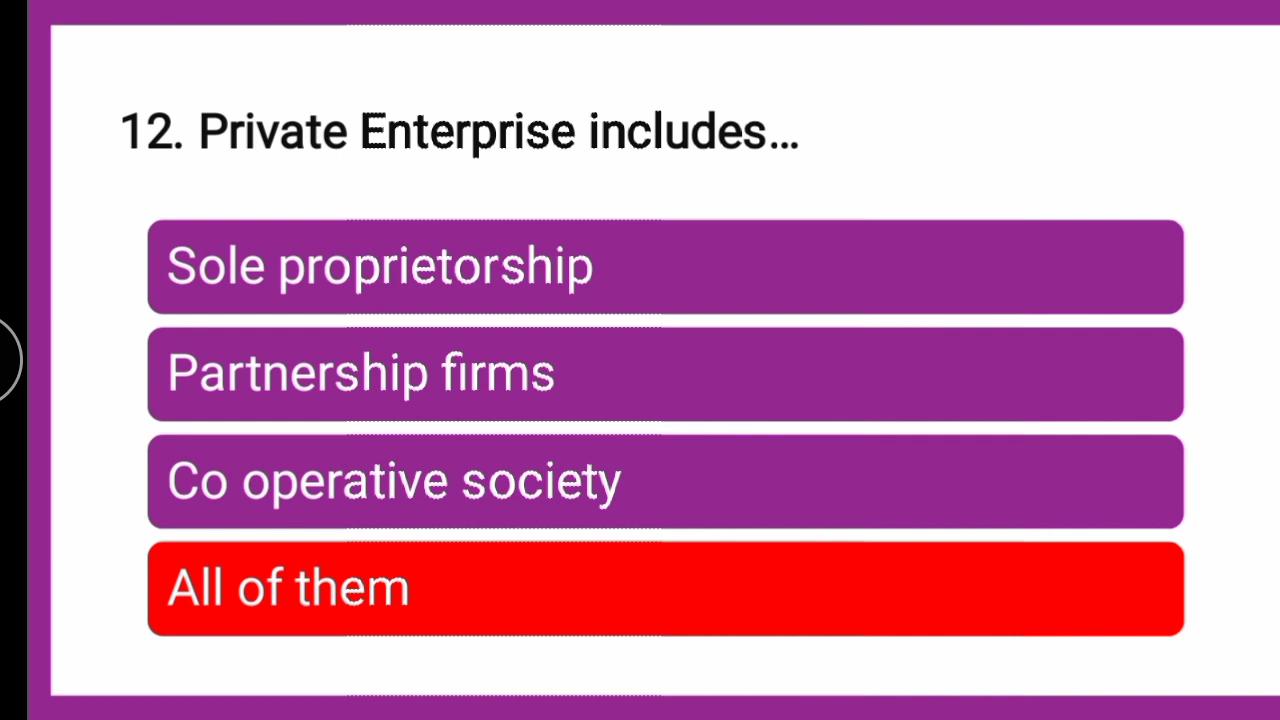 12. Private Enterprise includes...
Sole proprietorship
Partnership firms
Co operative society
All of them